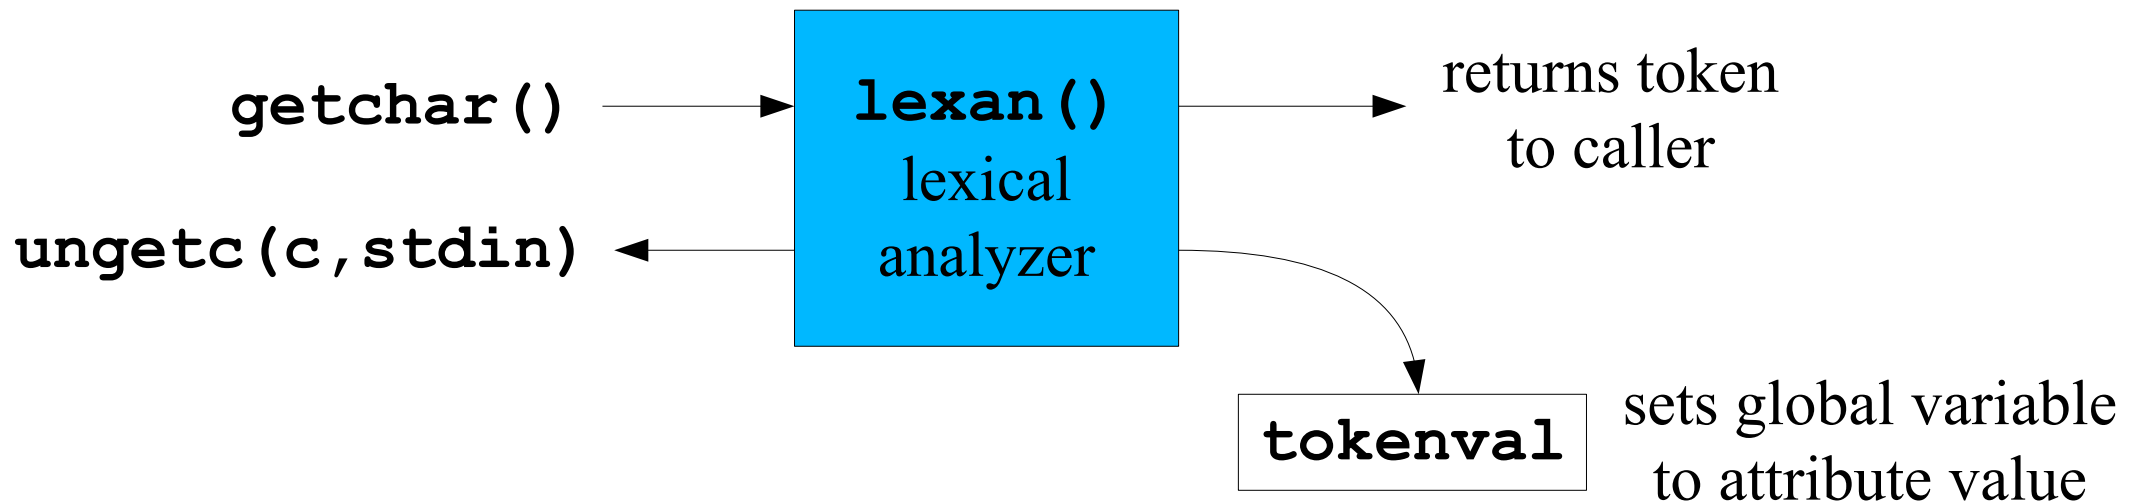 getchar()
ungetc(c,stdin)
lexan()
lexical
analyzer
returns token
to caller
tokenval
sets global variable
to attribute value